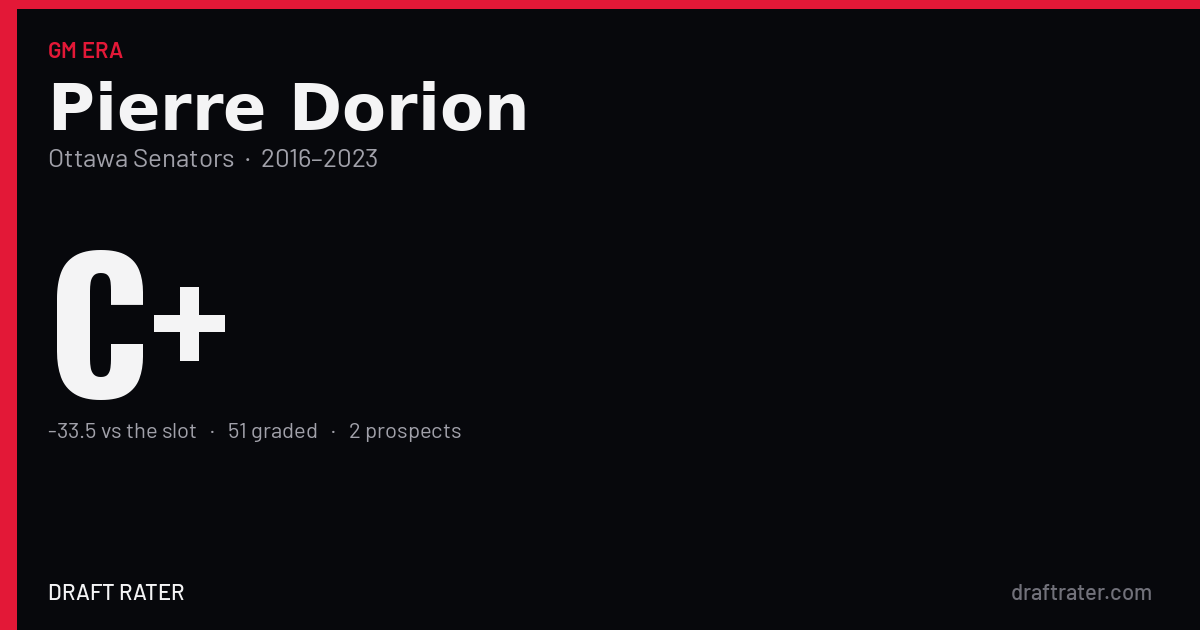 GM ERA
Pierre Dorion
Ottawa Senators · 2016–2023
C+
-33.5 vs the slot · 51 graded · 2 prospects
DRAFT RATER
draftrater.com